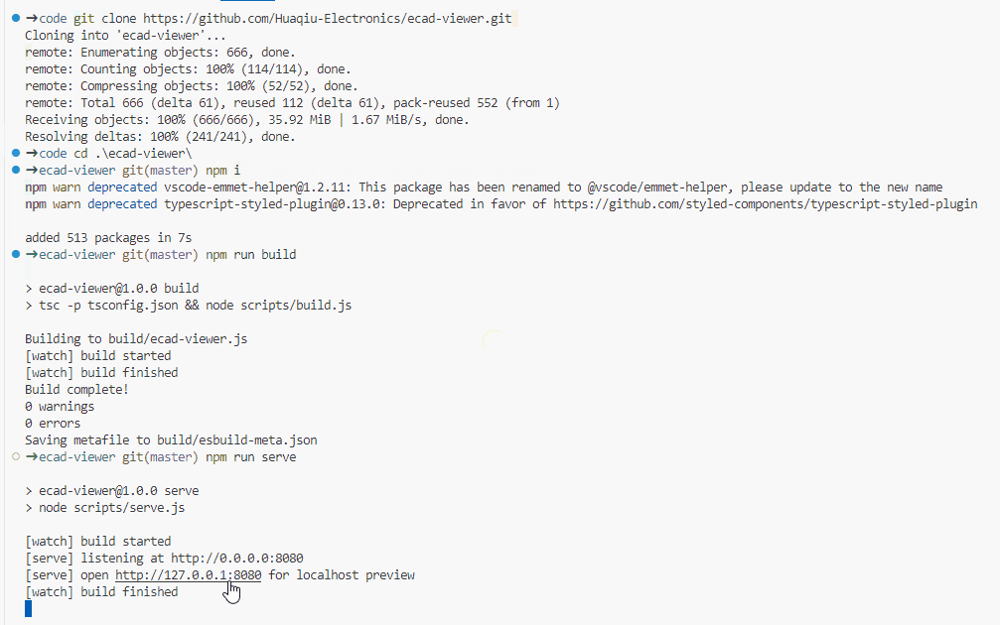 →code git clone https://github.com/Huaqiu-Electronics/ecad-viewer.git
Cloning into 'ecad-viewer'...
remote: Enumerating objects: 666, done.
remote: Counting objects: 100% (114/114), done.
remote: Compressing objects: 100% (52/52), done.
remote: Total 666 (delta 61), reused 112 (delta 61), pack-reused 552 (from 1)
Receiving objects: 100% (666/666), 35.92 MiB | 1.67 MiB/s, done.
Resolving deltas: 100% (241/241), done.
→code cd .\ecad-viewer\
→ecad-viewer git(master) npm i
npm warn deprecated vscode-emmet-helper@1.2.11: This package has been renamed to @vscode/emmet-helper, please update to the new name
npm warn deprecated typescript-styled-plugin@0.13.0: Deprecated in favor of https://github.com/styled-components/typescript-styled-plugin
added 513 packages in 7s
→ecad-viewer git(master) npm run build
> ecad-viewer@1.0.0 build
> tsc -p tsconfig.json && node scripts/build.js
Building to build/ecad-viewer.js
[watch] build started
[watch] build finished
Build complete!
0 warnings
0 errors
Saving metafile to build/esbuild-meta.json
→ecad-viewer git(master) npm run serve
> ecad-viewer@1.0.0 serve
> node scripts/serve.js
[watch] build started
[serve] listening at http://0.0.0.0:8080
[serve] open http://127.0.0.1:8080 for localhost preview
[watch] build finished